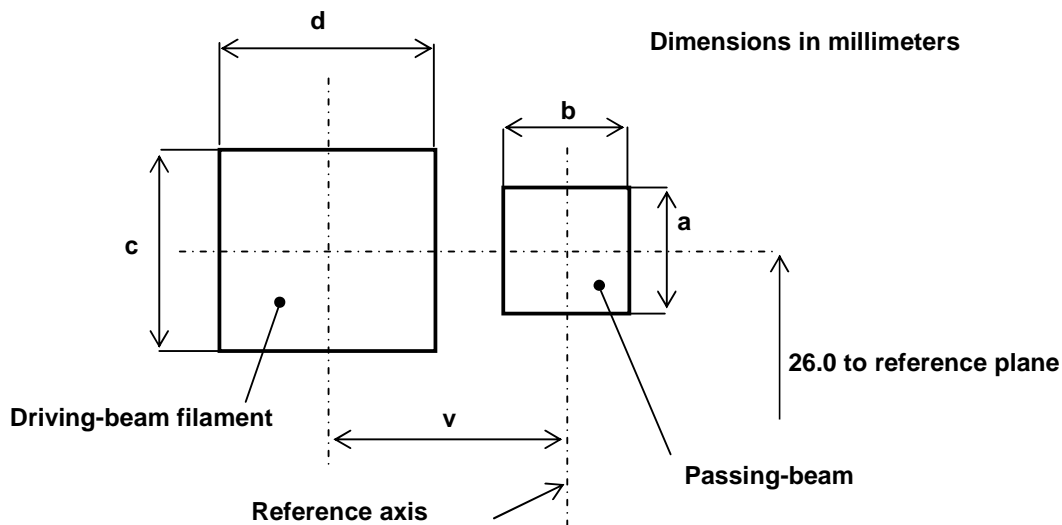 d
Dimensions in millimeters
b
a
c
26.0 to reference plane
Driving-beam filament
v
Passing-beam
Reference axis